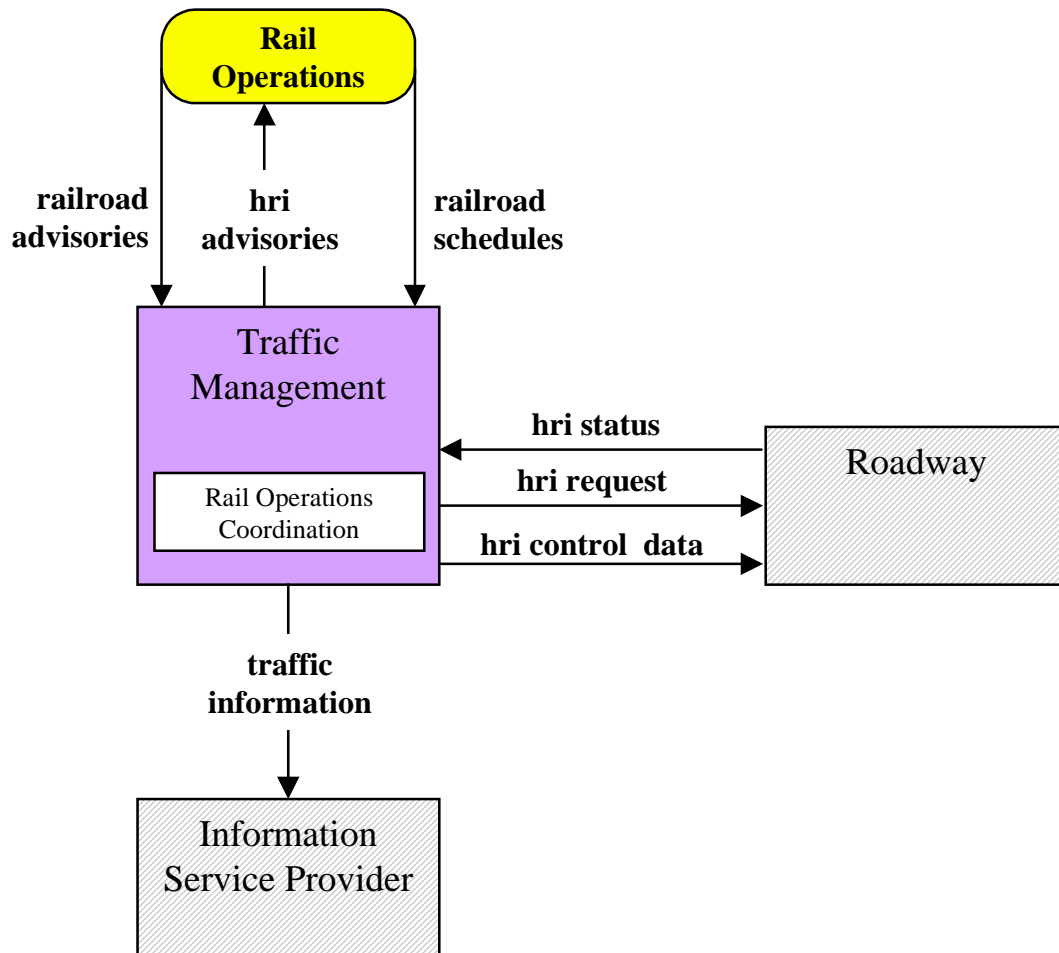 Rail
Operations
railroad
advisories
hri
advisories
railroad
schedules
Traffic
Management
Rail Operations
Coordination
hri status
hri request
hri control data
Roadway
traffic
information
Information
Service Provider